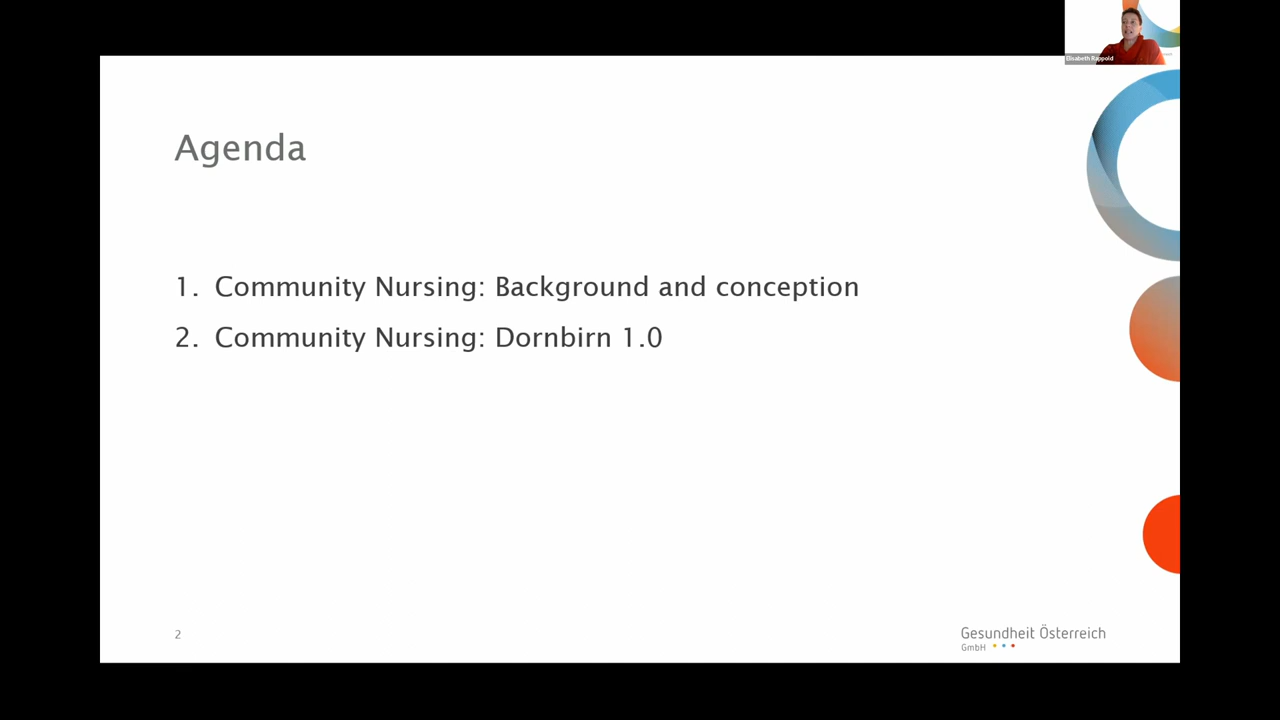 Elisabeth Rappold
Agenda
1. Community Nursing: Background and conception
2. Community Nursing: Dornbirn 1.0
2
Gesundheit Österreich
GmbH